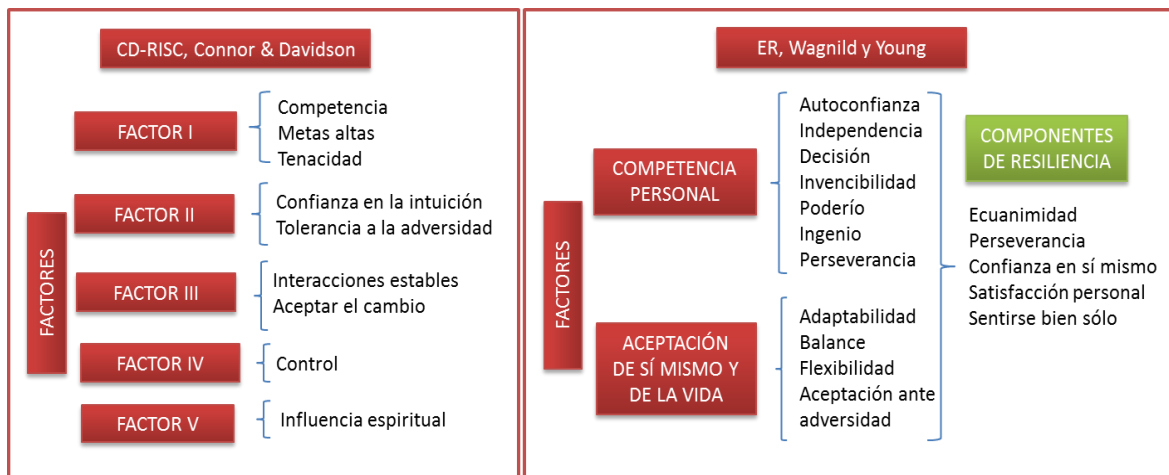 CD-RISC, Connor & Davidson
FACTORES
FACTOR I
Competencia
Metas altas
Tenacidad
FACTOR II
Confianza en la intuición
Tolerancia a la adversidad
FACTOR III
Interacciones estables
Aceptar el cambio
FACTOR IV
Control
FACTOR V
Influencia espiritual
ER, Wagnild y Young
FACTORES
COMPETENCIA
PERSONAL
Autoconfianza
Independencia
Decisión
Invencibilidad
Poderío
Ingenio
Perseverancia
ACEPTACIÓN
DE SÍ MISMO Y
DE LA VIDA
Adaptabilidad
Balance
Flexibilidad
Aceptación ante
adversidad
COMPONENTES
DE RESILIENCIA
Ecuanimidad
Perseverancia
Confianza en sí mismo
Satisfacción personal
Sentirse bien sólo